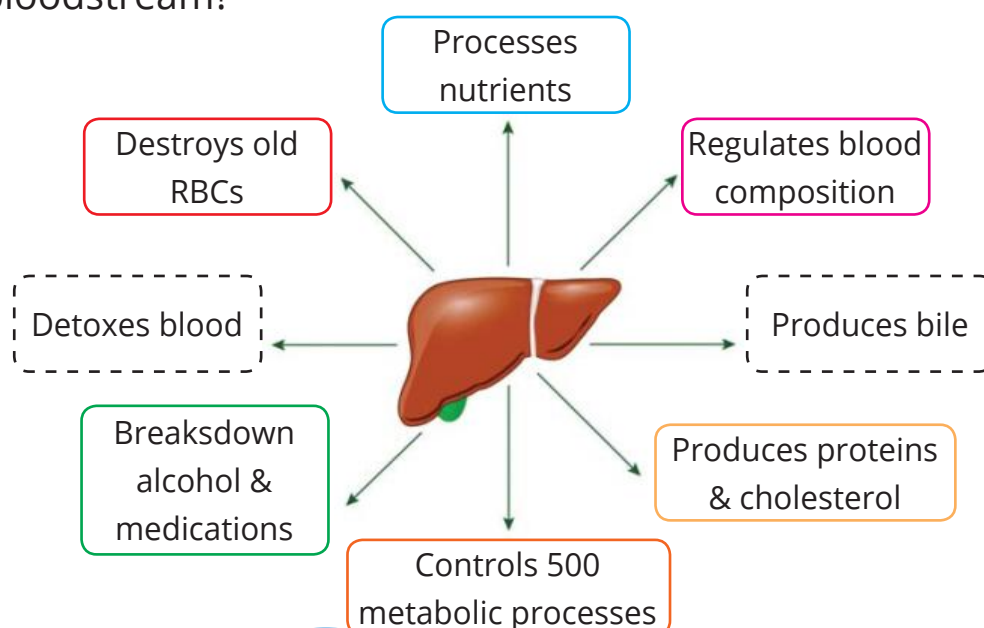 bloodstream!
Processes
nutrients
Destroys old
RBCs
Regulates blood
composition
Detoxes blood
Produces bile
Breaksdown
alcohol &
medications
Produces proteins
& cholesterol
Controls 500
metabolic processes